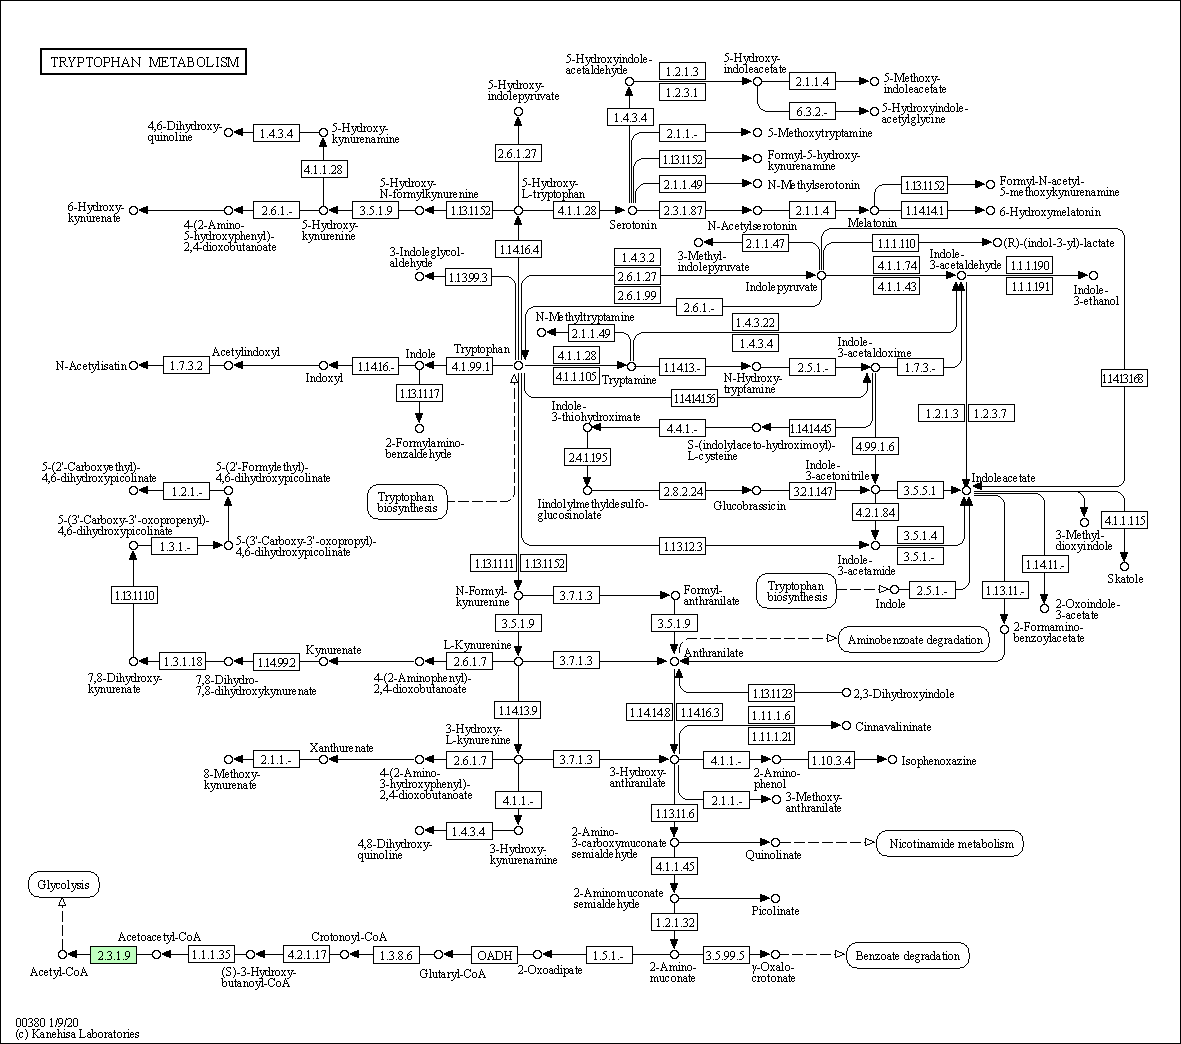 TRYPTOPHAN METABOLISM
5-Hydroxyindole-
acetaldehyde
1.2.1.3
1.2.3.1
5-Hydroxy-
indoleacetate
2.1.1.4
5-Methoxy-
indoleacetate
6.3.2.-
5-Hydroxyindole-
acetylglycine
5-Hydroxy-
indolepyruvate
1.4.3.4
4,6-Dihydroxy-
quinoline
1.4.3.4
5-Hydroxy-
kynurenamine
2.1.1.-
5-Methoxytryptamine
2.6.1.27
1.13.11.52
Formyl-5-hydroxy-
kynurenamine
4.1.1.28
5-Hydroxy-
N-formylkynurenine
5-Hydroxy-
L-tryptophan
2.1.1.49
N-Methylserotonin
1.13.11.52
Formyl-N-acetyl-
5-methoxykynurenamine
6-Hydroxy-
kynurenate
2.6.1.-
3.5.1.9
1.13.11.52
4.1.1.28
2.3.1.87
2.1.1.4
1.14.14.1
6-Hydroxymelatonin
4-(2-Amino-
5-hydroxyphenyl)-
2,4-dioxobutanoate
5-Hydroxy-
kynurenine
Serotonin
N-Acetylserotonin
Melatonin
1.14.16.4
3-Indoleglycol
aldehyde
1.13.99.3
1.4.3.2
2.6.1.27
2.6.1.99
3-Methyl-
indolepyruvate
2.1.1.47
1.1.1.110
(R)-(indol-3-yl)-lactate
Indole-
3-acetaldehyde
4.1.1.74
4.1.1.43
1.1.1.190
1.1.1.191
Indolepyruvate
Indole-
3-ethanol
2.6.1.-
N-Methyltryptamine
2.1.1.49
1.4.3.22
1.4.3.4
N-Acetylisatin
1.7.3.2
Acetylindoxyl
Indoxyl
1.14.16.-
Indole
4.1.99.1
Tryptophan
4.1.1.28
4.1.1.105
Tryptamine
1.14.13.-
N-Hydroxy-
tryptamine
2.5.1.-
Indole-
3-acetaldoxime
1.7.3.-
1.14.13.168
1.13.11.17
1.14.14.156
2-Formylamino-
benzaldehyde
Indole-
3-thiohydroximate
4.4.1.-
1.14.14.45
S-(indolylaceto-hydroximoyl)-
L-cysteine
1.2.1.3
1.2.3.7
4.99.1.6
2.4.1.195
5-(2'-Carboxyethyl)-
4,6-dihydroxypicolinate
5-(2'-Formylethyl)-
4,6-dihydroxypicolinate
1.2.1.-
Tryptophan
biosynthesis
Indolylmethyldesulfo-
glucosinolate
2.8.2.24
Glucobrassicin
3.2.1.147
Indole-
3-acetonitrile
3.5.5.1
Indoleacetate
4.2.1.84
4.1.1.115
5-(3'-Carboxy-3'-oxopropenyl)-
4,6-dihydroxypicolinate
1.3.1.-
5-(3'-Carboxy-3'-oxopropyl)-
4,6-dihydroxypicolinate
1.13.12.3
Indole-
3-acetamide
3.5.1.4
3.5.1.-
3-Methyl-
dioxyindole
Skatole
1.13.11.11
1.13.11.52
1.14.11.-
1.13.11.10
N-Formyl-
kynurenine
3.7.1.3
Formyl-
anthranilate
Tryptophan
biosynthesis
Indole
2.5.1.-
1.13.11.-
2-Oxoindole-
3-acetate
3.5.1.9
3.5.1.9
2-Formamino-
benzoylacetate
Aminobenzoate degradation
7,8-Dihydroxy-
kynurenate
1.3.1.18
7,8-Dihydro-
7,8-dihydroxykynurenate
1.14.99.2
Kynurenate
4-(2-Aminophenyl)-
2,4-dioxobutanoate
2.6.1.7
L-Kynurenine
3.7.1.3
Anthranilate
1.13.11.23
2,3-Dihydroxyindole
1.14.13.9
1.14.14.8
1.14.16.3
1.11.1.6
1.11.1.21
Cinnavalininate
8-Methoxy-
kynurenate
2.1.1.-
Xanthurenate
4-(2-Amino-
3-hydroxyphenyl)-
2,4-dioxobutanoate
2.6.1.7
3-Hydroxy-
L-kynurenine
3.7.1.3
3-Hydroxy-
anthranilate
4.1.1.-
2-Amino-
phenol
1.10.3.4
Isophenoxazine
4.1.1.-
2.1.1.-
3-Methoxy-
anthranilate
1.13.11.6
4,8-Dihydroxy-
quinoline
1.4.3.4
3-Hydroxy-
kynurenamine
2-Amino-
3-carboxymuconate
semialdehyde
Quinolinate
Nicotinamide metabolism
4.1.1.45
Glycolysis
2-Aminomuconate
semialdehyde
Picolinate
1.2.1.32
Acetyl-CoA
2.3.1.9
Acetoacetyl-CoA
1.1.1.35
(S)-3-Hydroxy-
butanoyl-CoA
4.2.1.17
Crotonoyl-CoA
1.3.8.6
Glutaryl-CoA
OADH
2-Oxoadipate
1.5.1.-
2-Amino-
muconate
3.5.99.5
γ-Oxalo-
crotonate
Benzoate degradation
00380 1/9/20
(c) Kanehisa Laboratories